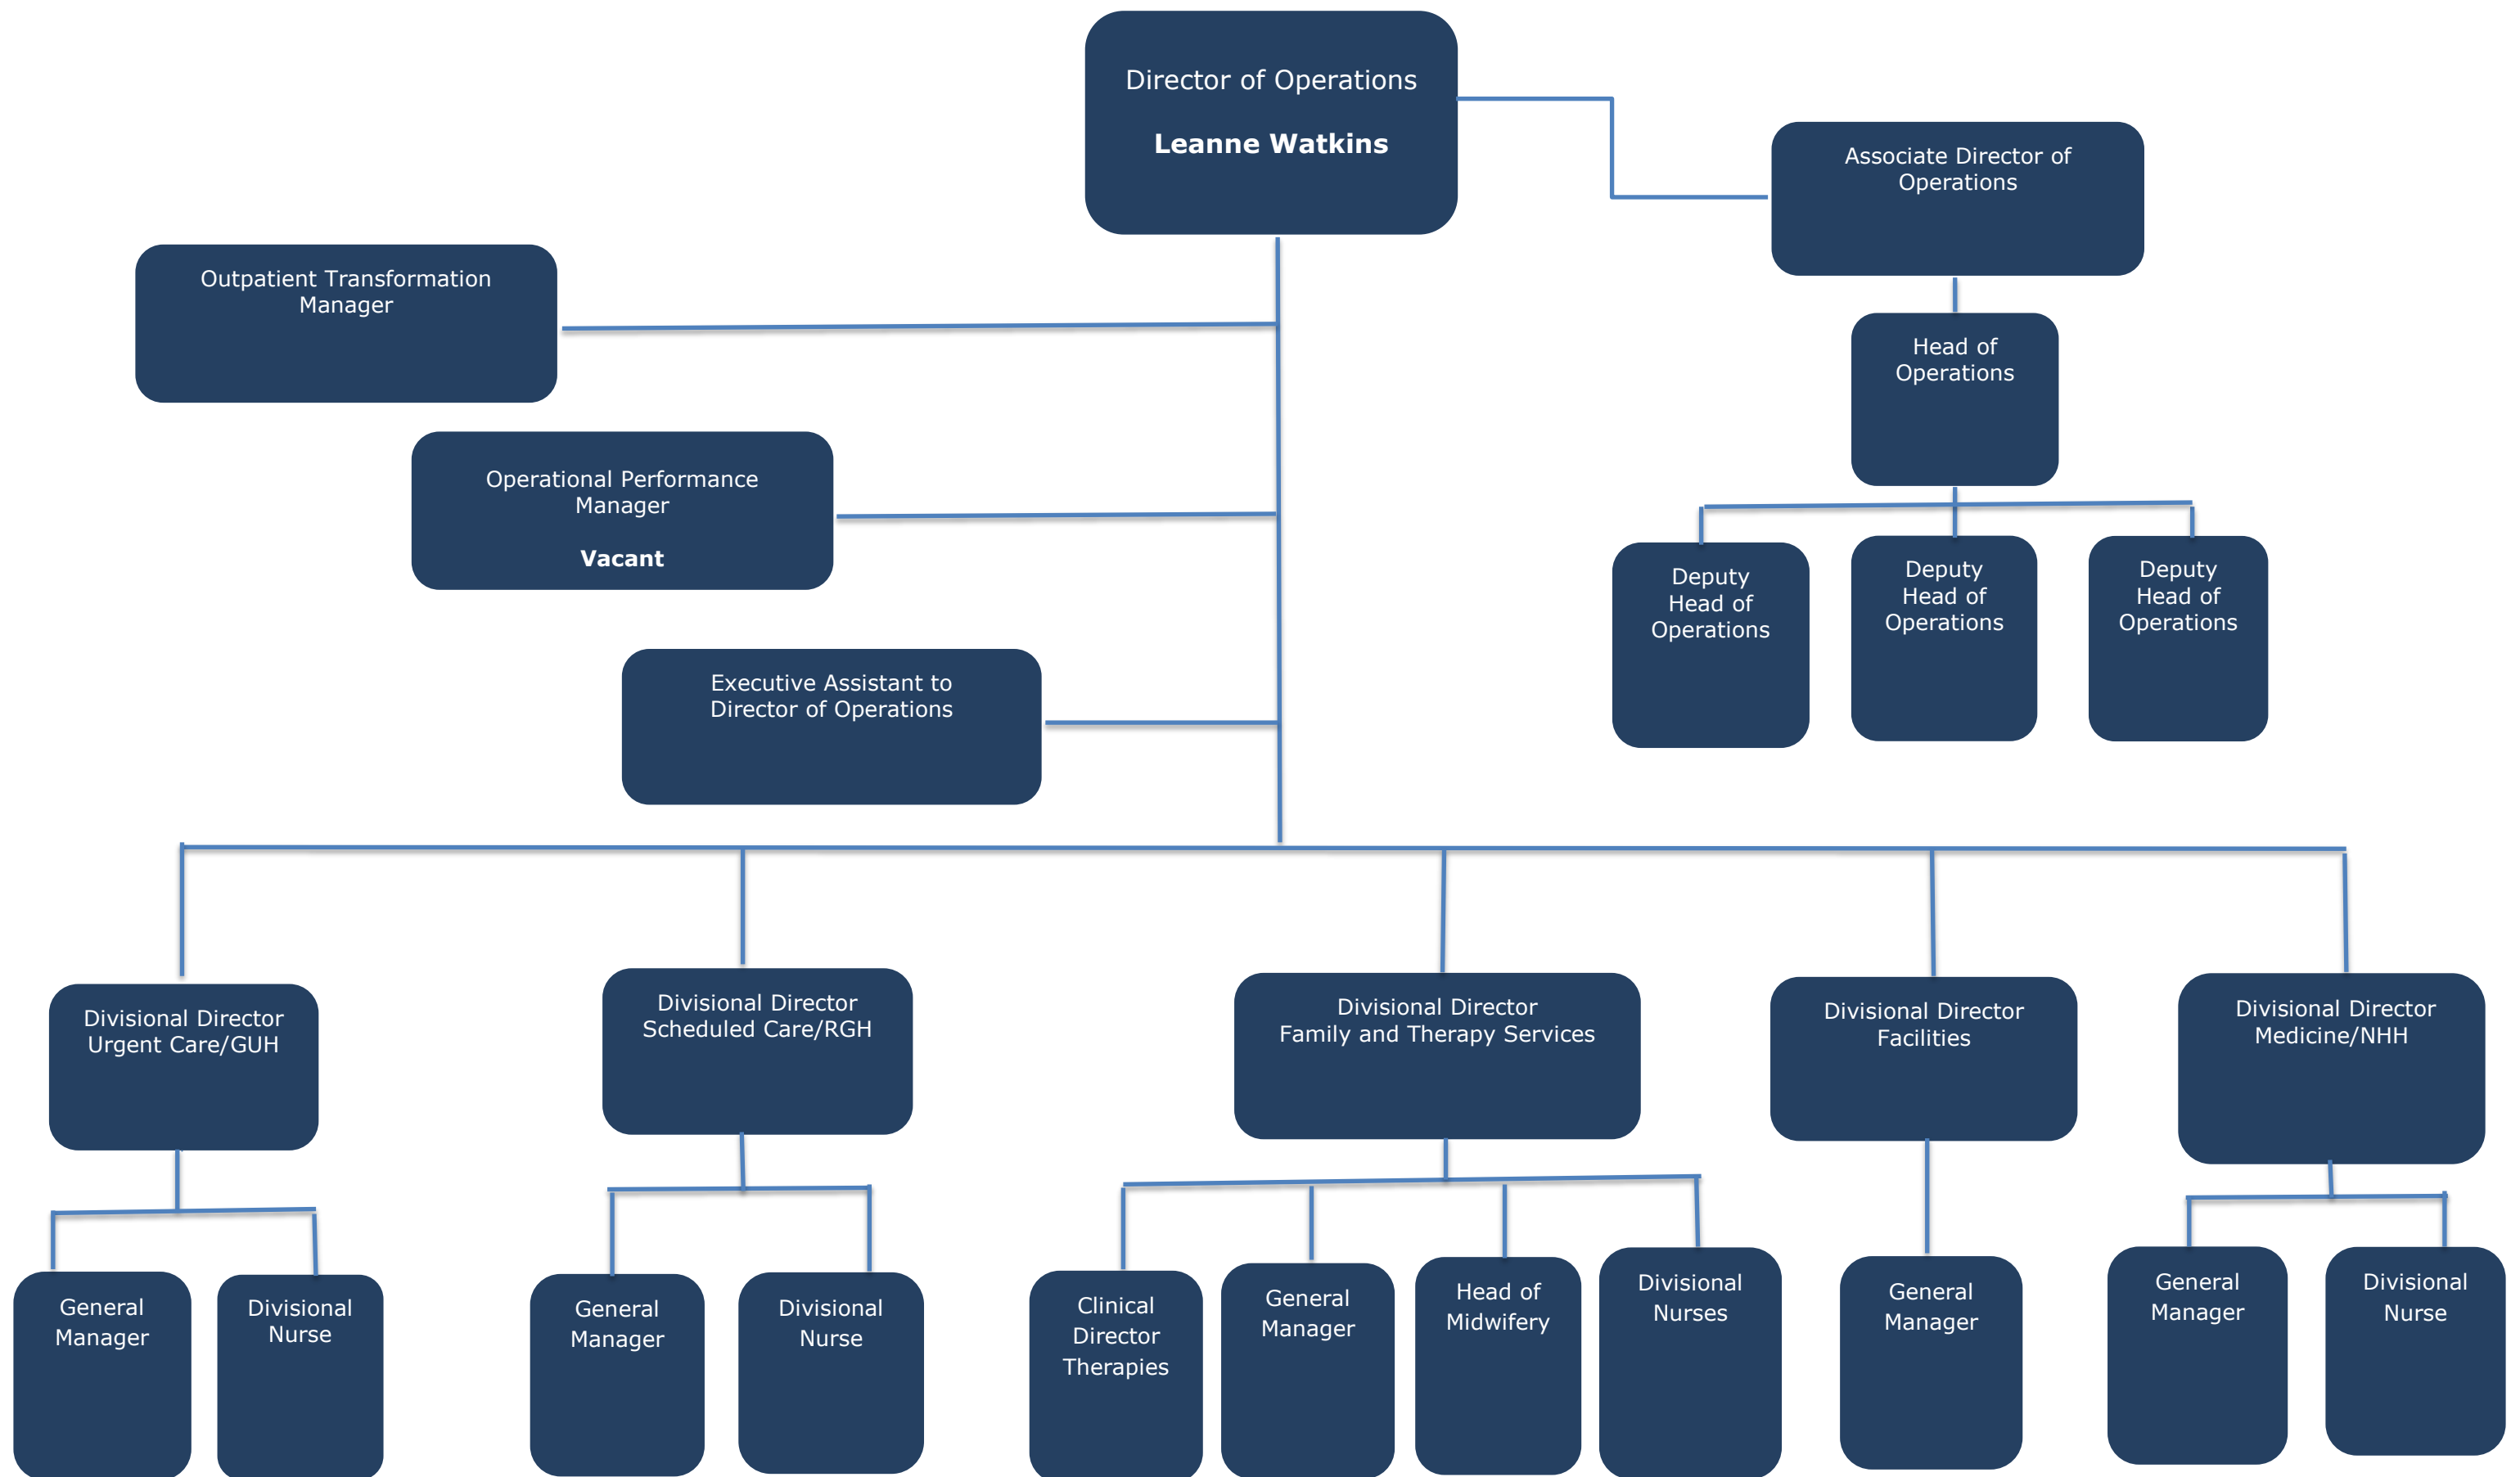 Director of Operations
Leanne Watkins
Associate Director of
Operations
Outpatient Transformation
Manager
Head of
Operations
Operational Performance
Manager
Vacant
Deputy
Head of
Operations
Deputy
Head of
Operations
Deputy
Head of
Operations
Executive Assistant to
Director of Operations
Divisional Director
Urgent Care/GUH
Divisional Director
Scheduled Care/RGH
Divisional Director
Family and Therapy Services
Divisional Director
Facilities
Divisional Director
Medicine/NHH
General
Manager
Divisional
Nurse
General
Manager
Divisional
Nurse
Clinical
Director
Therapies
General
Manager
Head of
Midwifery
Divisional
Nurses
General
Manager
General
Manager
Divisional
Nurse